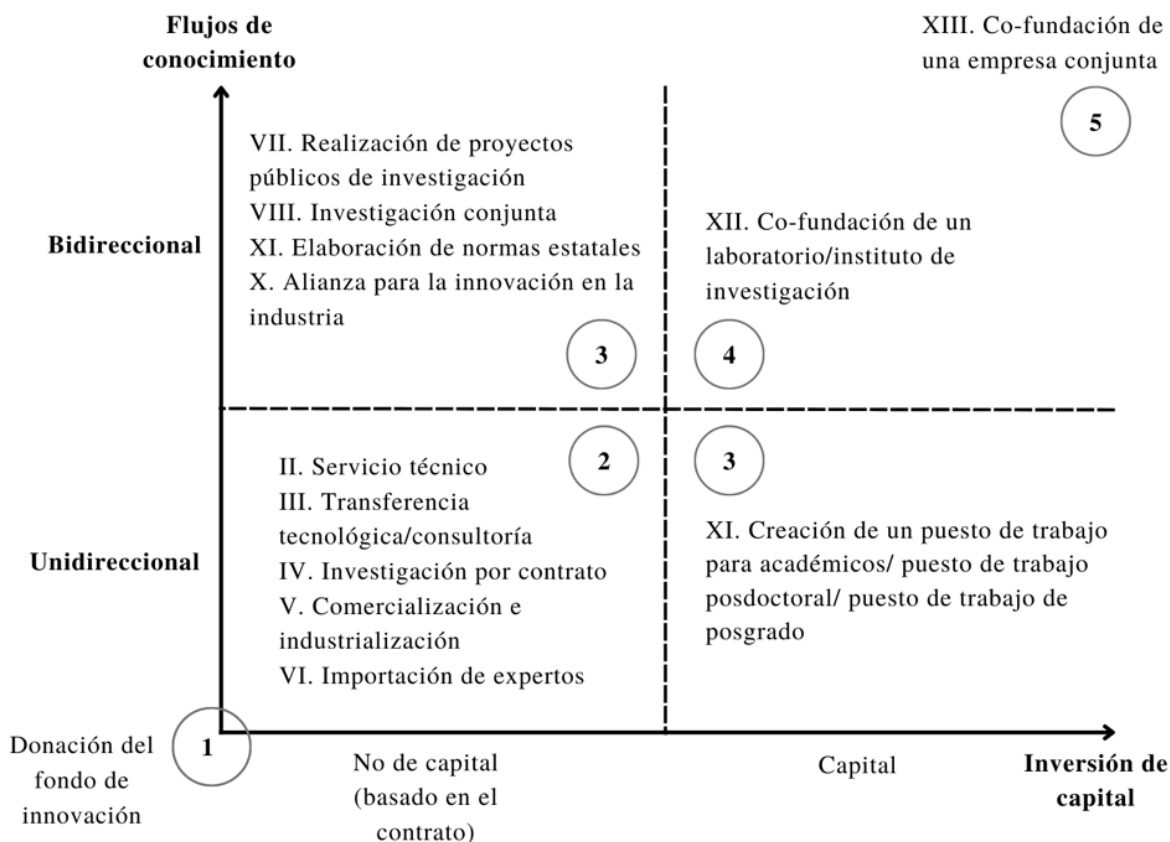 Flujos de
conocimiento
XIII. Co-fundación de
una empresa conjunta
5
VII. Realización de proyectos
públicos de investigación
VIII. Investigación conjunta
XI. Elaboración de normas estatales
X. Alianza para la innovación en la
industria
Bidireccional
XII. Co-fundación de un
laboratorio/instituto de
investigación
3
4
2
3
II. Servicio técnico
III. Transferencia
tecnológica/consultoría
IV. Investigación por contrato
V. Comercialización e
industrialización
VI. Importación de expertos
Unidireccional
XI. Creación de un puesto de trabajo
para académicos/ puesto de trabajo
posdoctoral/ puesto de trabajo de
posgrado
Donación del
fondo de
innovación
1
No de capital
(basado en el
contrato)
Capital
Inversión de
capital